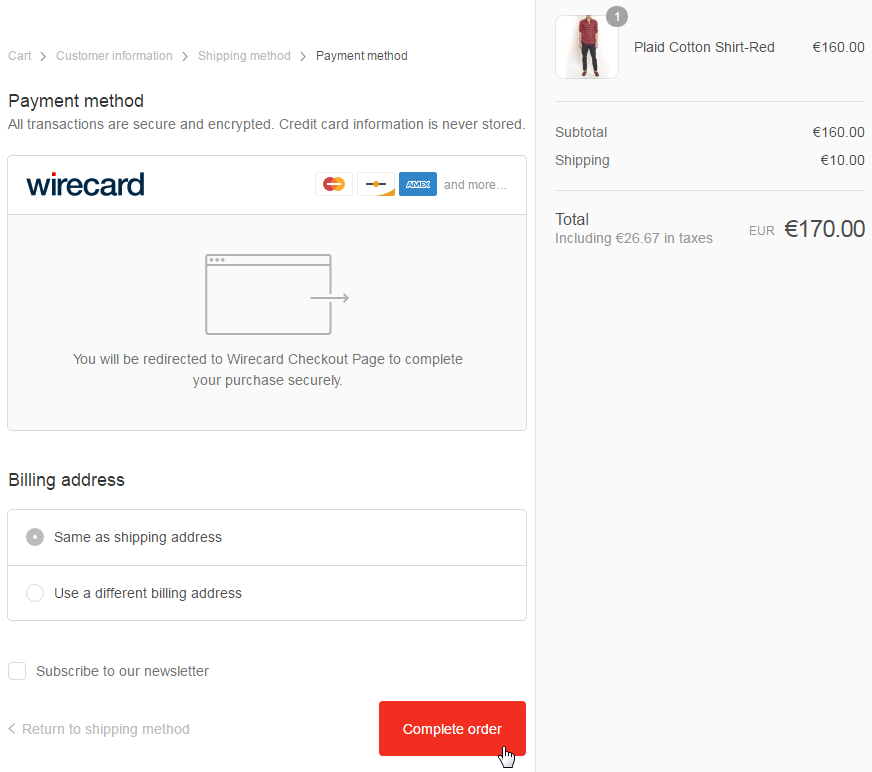 Cart > Customer information > Shipping method > Payment method
Payment method
All transactions are secure and encrypted. Credit card information is never stored.
wirecard
AMEX and more...
You will be redirected to Wirecard Checkout Page to complete
your purchase securely.
Billing address
Same as shipping address
Use a different billing address
Subscribe to our newsletter
< Return to shipping method
Complete order
1
Plaid Cotton Shirt-Red €160.00
Subtotal €160.00
Shipping €10.00
Total
Including €26.67 in taxes
EUR €170.00